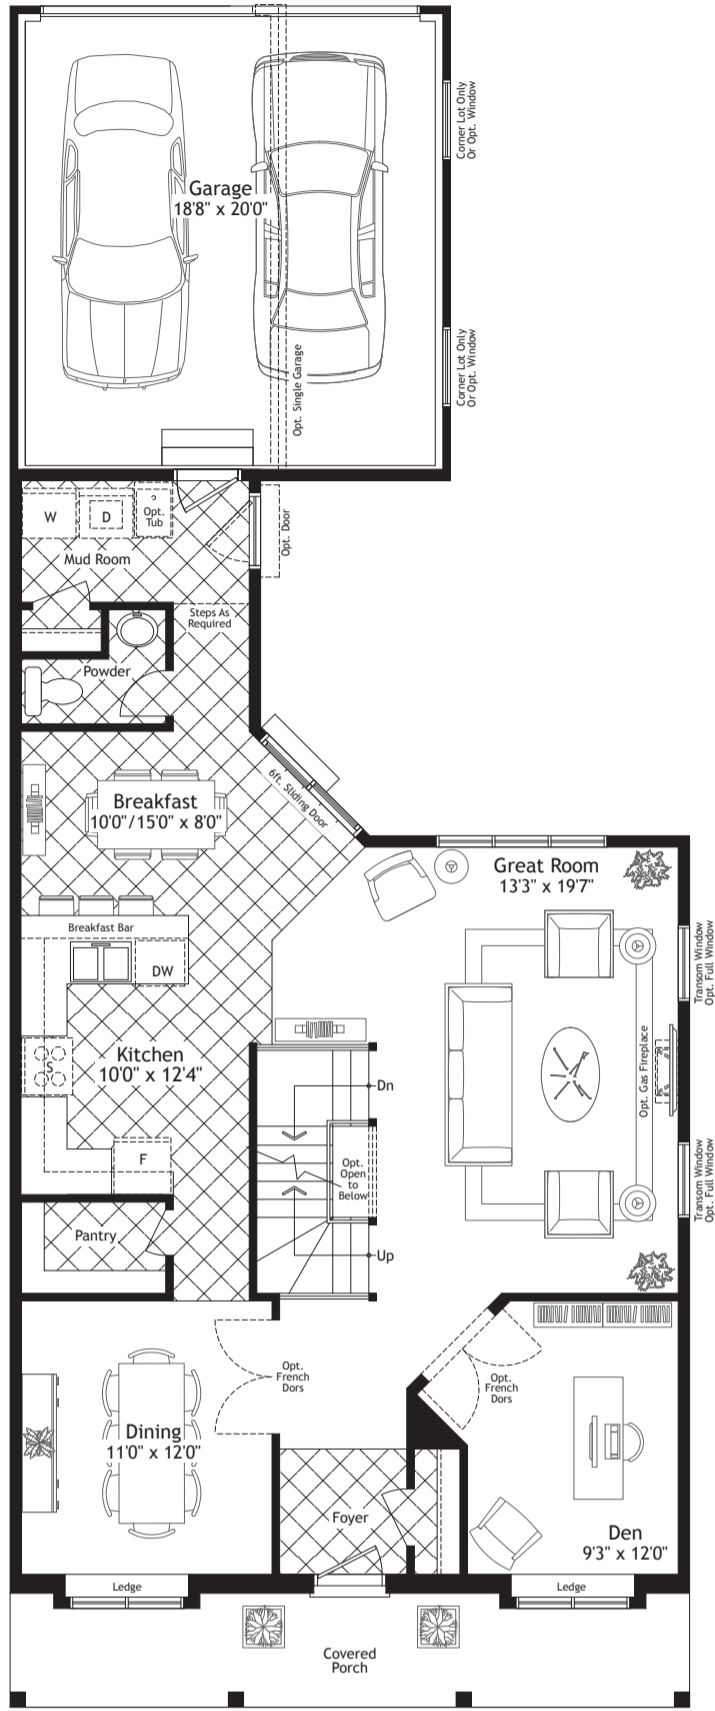 Corner Lot Only
Or Opt. Window
Garage
18'8" x 20'0"
Corner Lot Only
Or Opt. Window
Opt. Single Garage
W
D
Opt.
Tub
Opt. Door
Mud Room
Steps As
Required
Powder
6ft. Sliding Door
Breakfast
10'0"/15'0" x 8'0"
Great Room
13'3" x 19'7"
Breakfast Bar
DW
Transom Window
Opt. Full Window
Kitchen
10'0" x 12'4"
S
Opt. Gas Fireplace
Dn
F
Opt.
Open
to
Below
Transom Window
Opt. Full Window
Pantry
Up
Opt.
French
Dors
Opt.
French
Dors
Dining
11'0" x 12'0"
Foyer
Den
9'3" x 12'0"
Ledge
Ledge
Covered
Porch